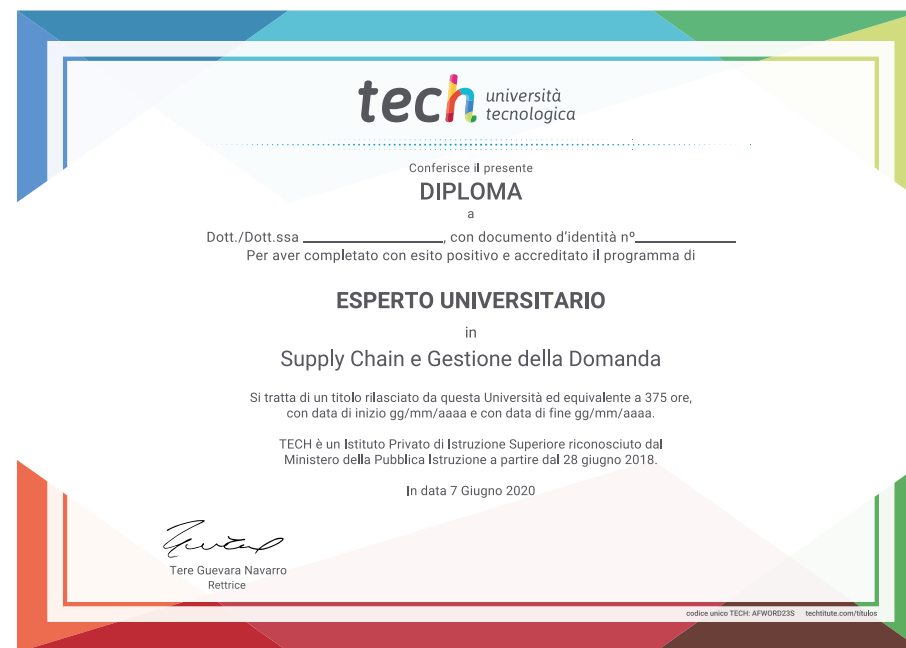 tech università
tecnologica
Conferisce il presente
DIPLOMA
a
Dott./Dott.ssa ____________________, con documento d'identità nº______________
Per aver completato con esito positivo e accreditato il programma di
ESPERTO UNIVERSITARIO
in
Supply Chain e Gestione della Domanda
Si tratta di un titolo rilasciato da questa Università ed equivalente a 375 ore,
con data di inizio gg/mm/aaaa e con data di fine gg/mm/aaaa.
TECH è un Istituto Privato di Istruzione Superiore riconosciuto dal
Ministero della Pubblica Istruzione a partire dal 28 giugno 2018.
In data 7 Giugno 2020
Tere Guevara Navarro
Rettrice
codice unico TECH: AFWORD23S techtitute.com/títulos